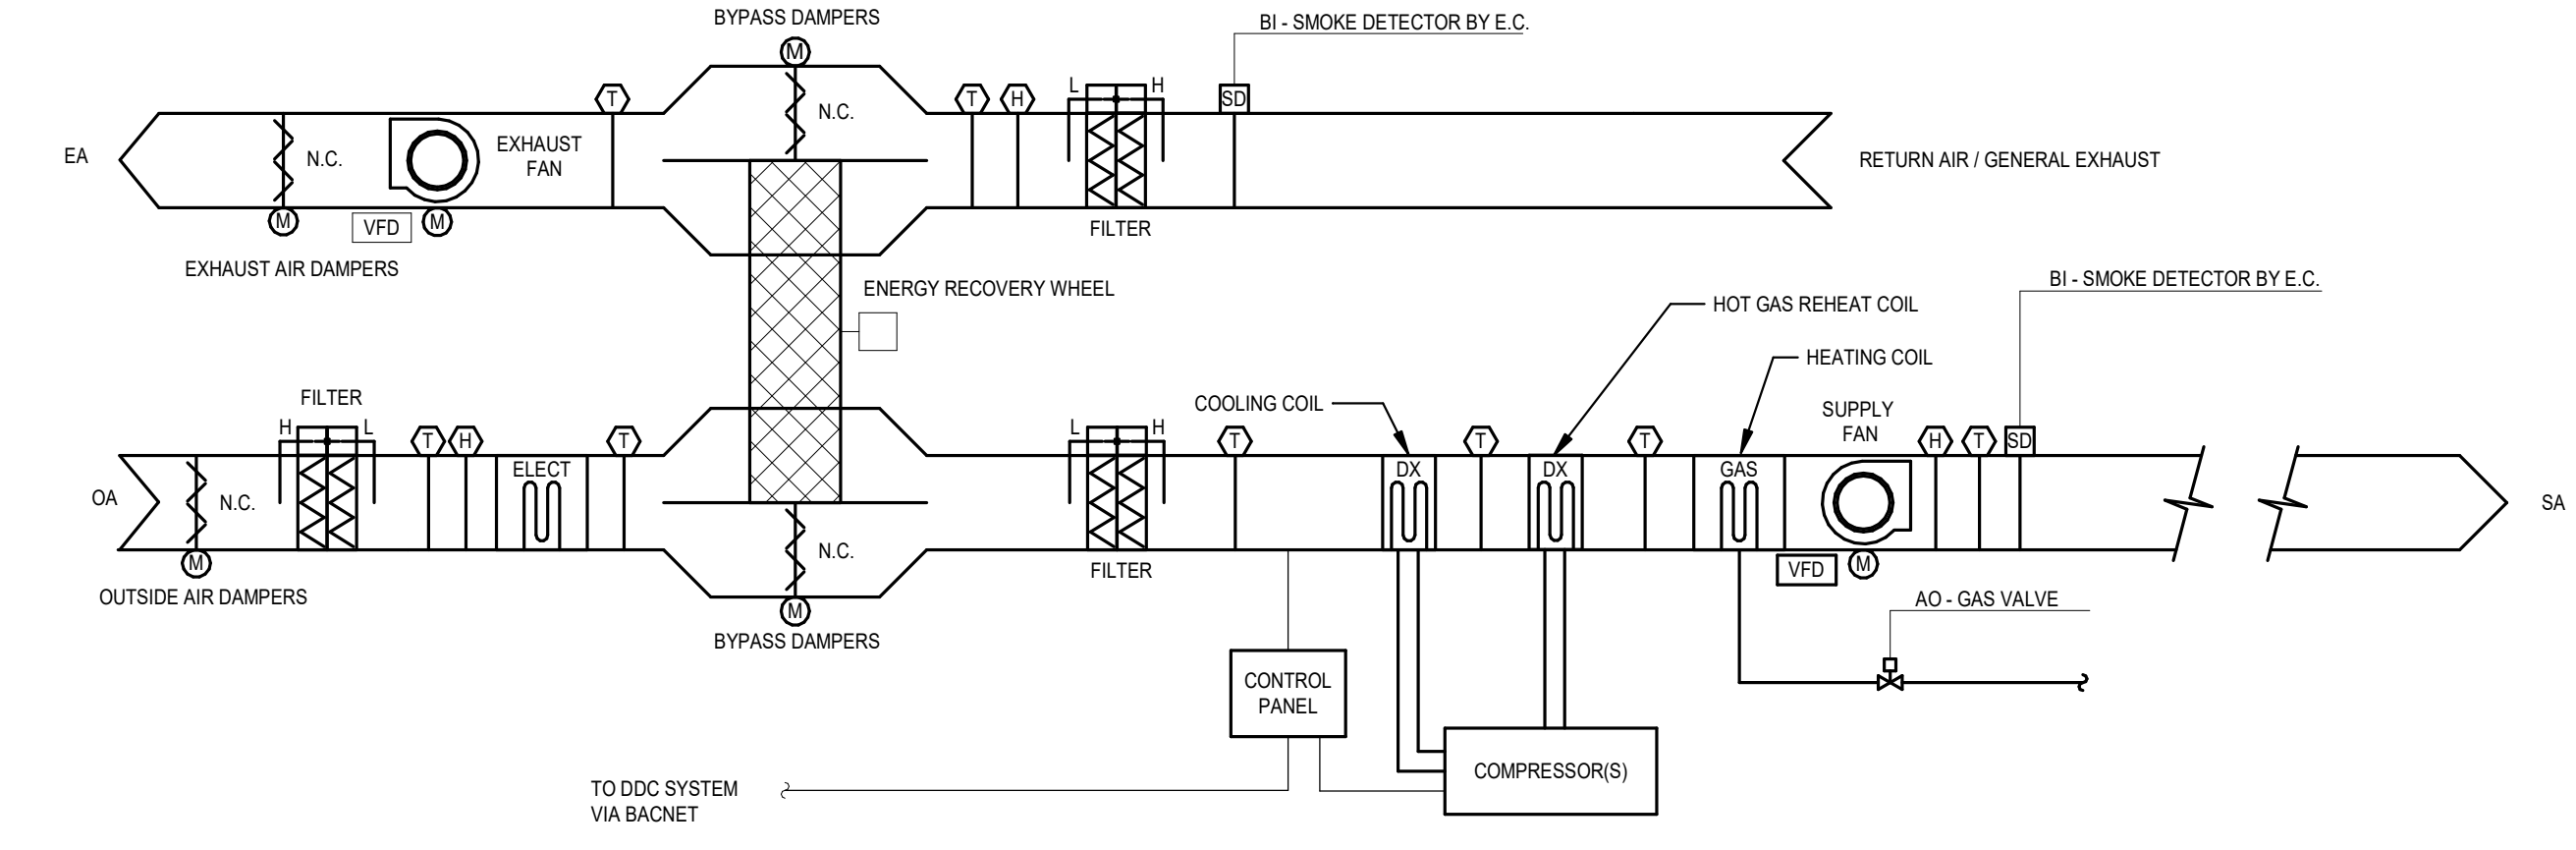 BYPASS DAMPERS
BI - SMOKE DETECTOR BY E.C.
M
T
N.C.
T
H
L
H
SD
EA
N.C.
EXHAUST
FAN
RETURN AIR / GENERAL EXHAUST
M
VFD
M
FILTER
EXHAUST AIR DAMPERS
ENERGY RECOVERY WHEEL
BI - SMOKE DETECTOR BY E.C.
HOT GAS REHEAT COIL
HEATING COIL
FILTER
COOLING COIL
SUPPLY
FAN
H
L
T
H
T
L
H
T
T
T
H
T
SD
ELECT
DX
DX
GAS
OA
N.C.
SA
N.C.
M
FILTER
VFD
M
OUTSIDE AIR DAMPERS
M
BYPASS DAMPERS
AO - GAS VALVE
CONTROL
PANEL
COMPRESSOR(S)
TO DDC SYSTEM
VIA BACNET